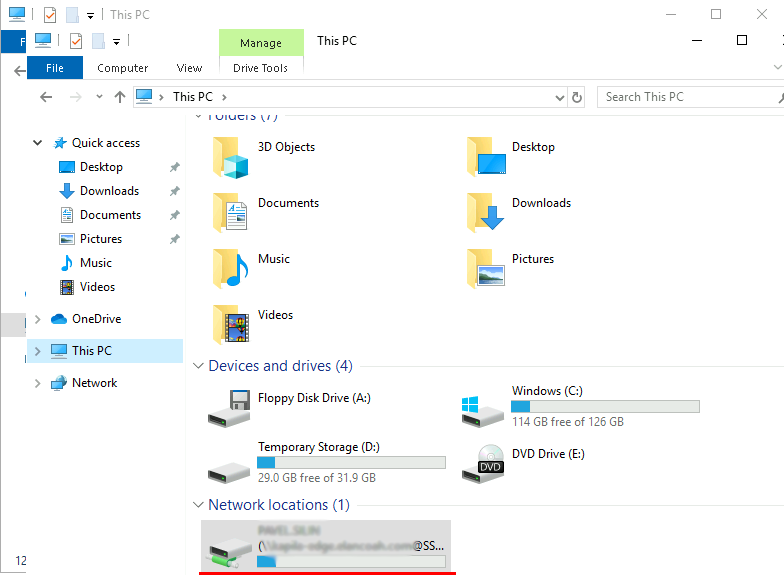 This PC
F
Manage
This PC
File
Computer
View
Drive Tools
This PC
Search This PC
Quick access
Desktop
Downloads
Documents
Pictures
Music
Videos
OneDrive
This PC
Network
Folders (7)
3D Objects
Desktop
Documents
Downloads
Music
Pictures
Videos
Devices and drives (4)
Floppy Disk Drive (A:)
Windows (C:)
114 GB free of 126 GB
Temporary Storage (D:)
29.0 GB free of 31.9 GB
DVD
DVD Drive (E:)
Network locations (1)
@SS...
12